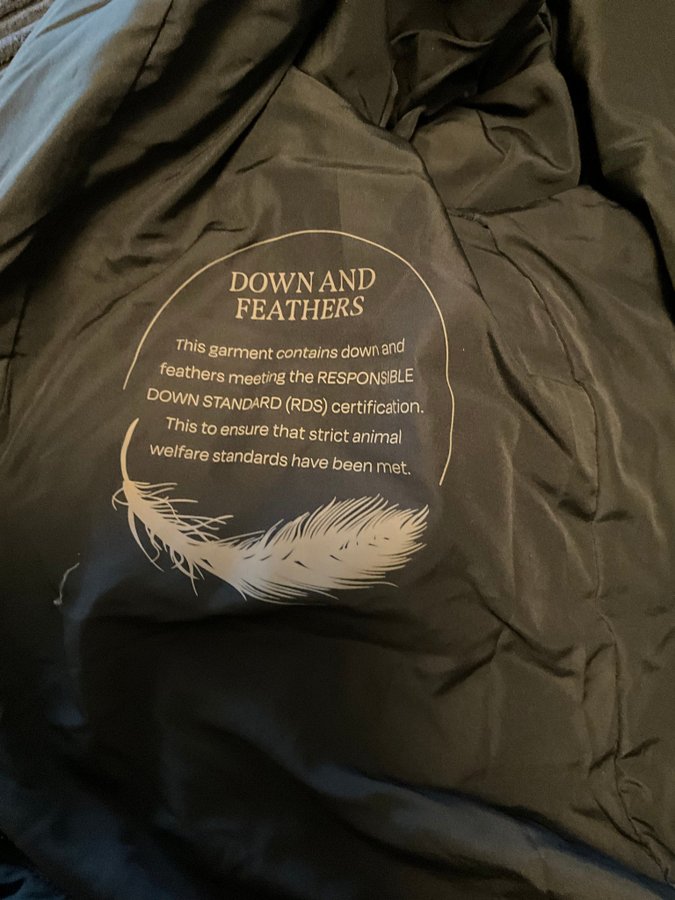 DOWN AND
FEATHERS
This garment contains down and
feathers meeting the RESPONSIBLE
DOWN STANDARD (RDS) certification.
This to ensure that strict animal
welfare standards have been met.